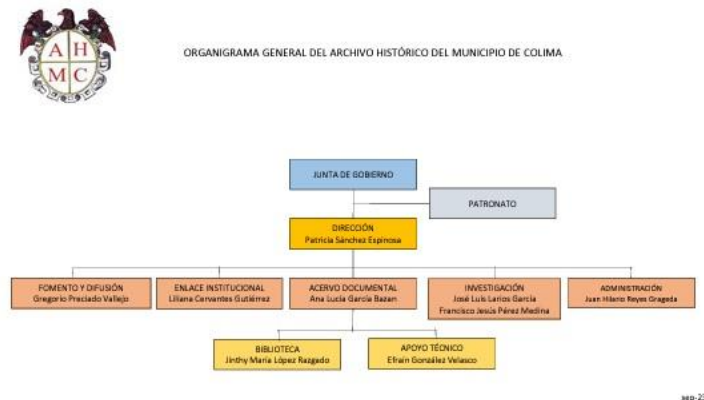 A H
M C
ORGANIGRAMA GENERAL DEL ARCHIVO HISTÓRICO DEL MUNICIPIO DE COLIMA
JUNTA DE GOBIERNO
PATRONATO
DIRECCIÓN
Patricia Sánchez Espinosa
FOMENTO Y DIFUSIÓN
Gregorio Preciado Vallejo
ENLACE INSTITUCIONAL
Liliana Cervantes Gutiérrez
ACERVO DOCUMENTAL
Ana Lucía García Bazan
INVESTIGACIÓN
José Luis Larios García
Francisco Jesús Pérez Medina
ADMINISTRACIÓN
Juan Hilario Reyes Grageda
BIBLIOTECA
Jinthy María López Razgado
APOYO TÉCNICO
Efraín González Velasco